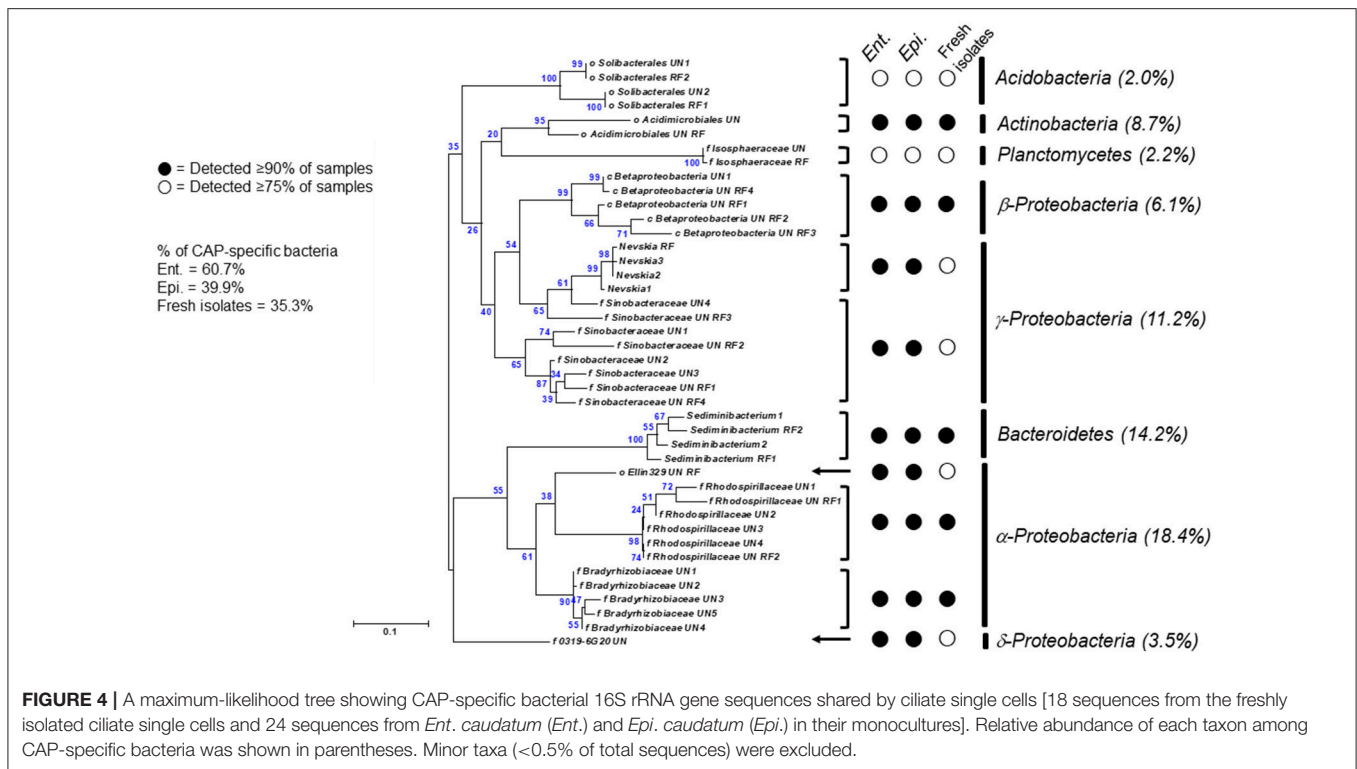 Ent.
Epi.
Fresh isolates
● = Detected ≥90% of samples
○ = Detected ≥75% of samples
% of CAP-specific bacteria
Ent. = 60.7%
Epi. = 39.9%
Fresh isolates = 35.3%
o Solibacterales UN1
o Solibacterales RF2
o Solibacterales UN2
o Solibacterales RF1
o Acidimicrobiales UN
o Acidimicrobiales UN RF
f Isosphaeraceae UN
f Isosphaeraceae RF
c Betaproteobacteria UN1
c Betaproteobacteria UN RF4
c Betaproteobacteria UN RF1
c Betaproteobacteria UN RF2
c Betaproteobacteria UN RF3
Nevskia RF
Nevskia3
Nevskia2
Nevskia1
f Sinobacteraceae UN4
f Sinobacteraceae UN RF3
f Sinobacteraceae UN1
f Sinobacteraceae UN RF2
f Sinobacteraceae UN2
f Sinobacteraceae UN3
f Sinobacteraceae UN RF1
f Sinobacteraceae UN RF4
Sediminibacterium1
Sediminibacterium RF2
Sediminibacterium2
Sediminibacterium RF1
o Ellin329 UN RF
f Rhodospirillaceae UN1
f Rhodospirillaceae UN RF1
f Rhodospirillaceae UN2
f Rhodospirillaceae UN3
f Rhodospirillaceae UN4
f Rhodospirillaceae UN RF2
f Bradyrhizobiaceae UN1
f Bradyrhizobiaceae UN2
f Bradyrhizobiaceae UN3
f Bradyrhizobiaceae UN5
f Bradyrhizobiaceae UN4
f 0319-6G20 UN
99
100
100
95
20
35
100
99
99
66
71
26
54
98
99
61
65
40
74
65
34
87
39
67
55
100
55
38
72
51
24
98
74
61
90
47
55
0.1
Acidobacteria (2.0%)
Actinobacteria (8.7%)
Planctomycetes (2.2%)
β-Proteobacteria (6.1%)
γ-Proteobacteria (11.2%)
Bacteroidetes (14.2%)
α-Proteobacteria (18.4%)
δ-Proteobacteria (3.5%)
FIGURE 4 | A maximum-likelihood tree showing CAP-specific bacterial 16S rRNA gene sequences shared by ciliate single cells [18 sequences from the freshly
isolated ciliate single cells and 24 sequences from Ent. caudatum (Ent.) and Epi. caudatum (Epi.) in their monocultures]. Relative abundance of each taxon among
CAP-specific bacteria was shown in parentheses. Minor taxa (<0.5% of total sequences) were excluded.